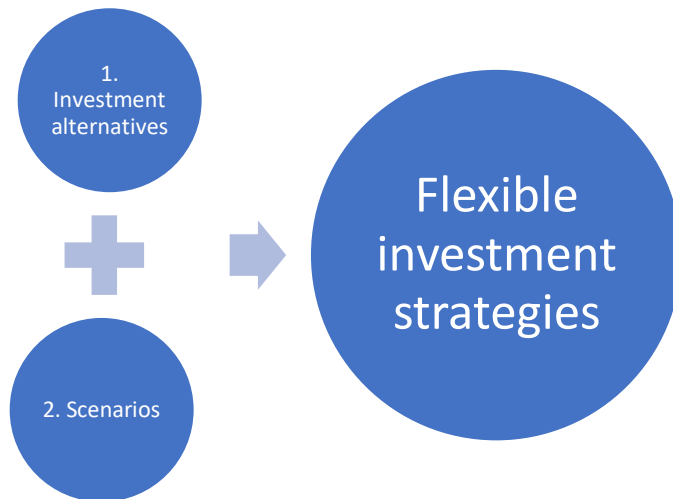 1.
Investment
alternatives
2. Scenarios
Flexible
investment
strategies